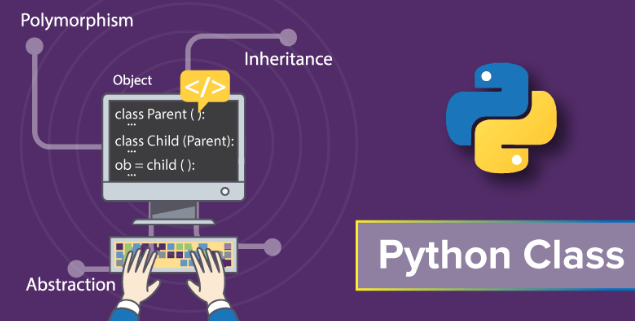 Polymorphism
Inheritance
Object
</>
class Parent ( ):
...
class Child (Parent):
...
ob = child ( ):
...
Abstraction
Python Class